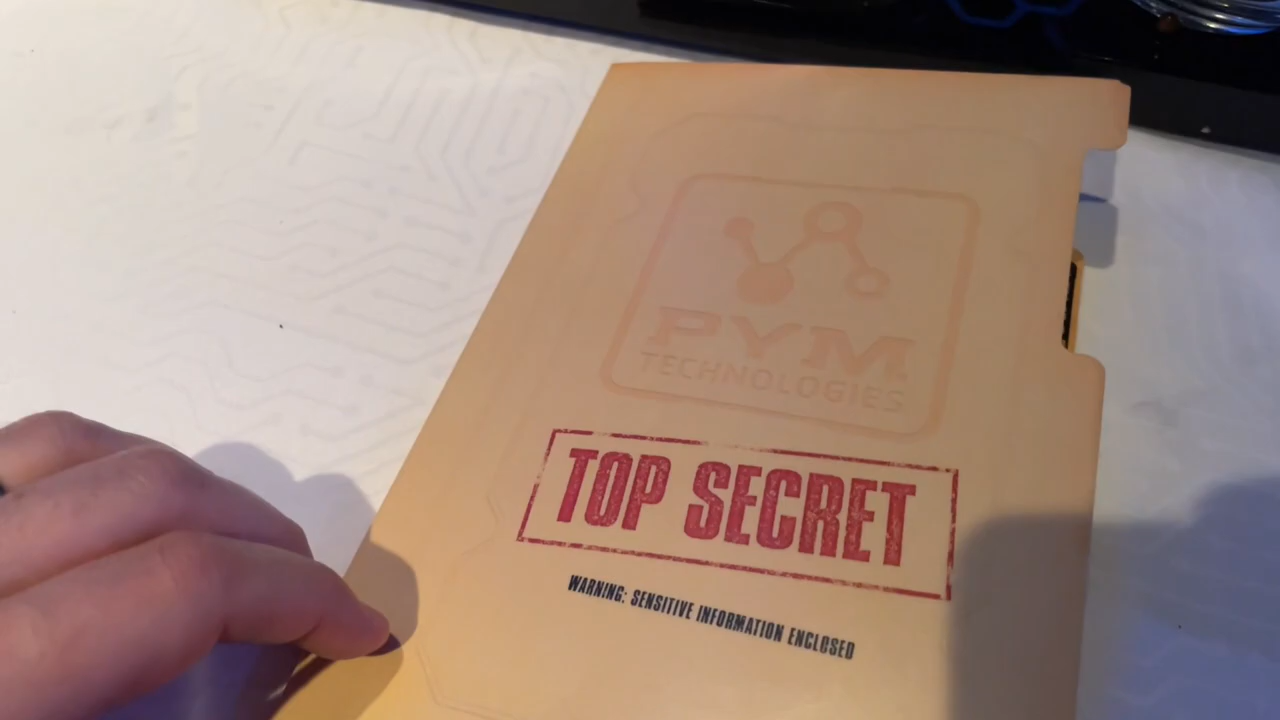 PYM
TECHNOLOGIES
TOP SECRET
WARNING: SENSITIVE INFORMATION ENCLOSED